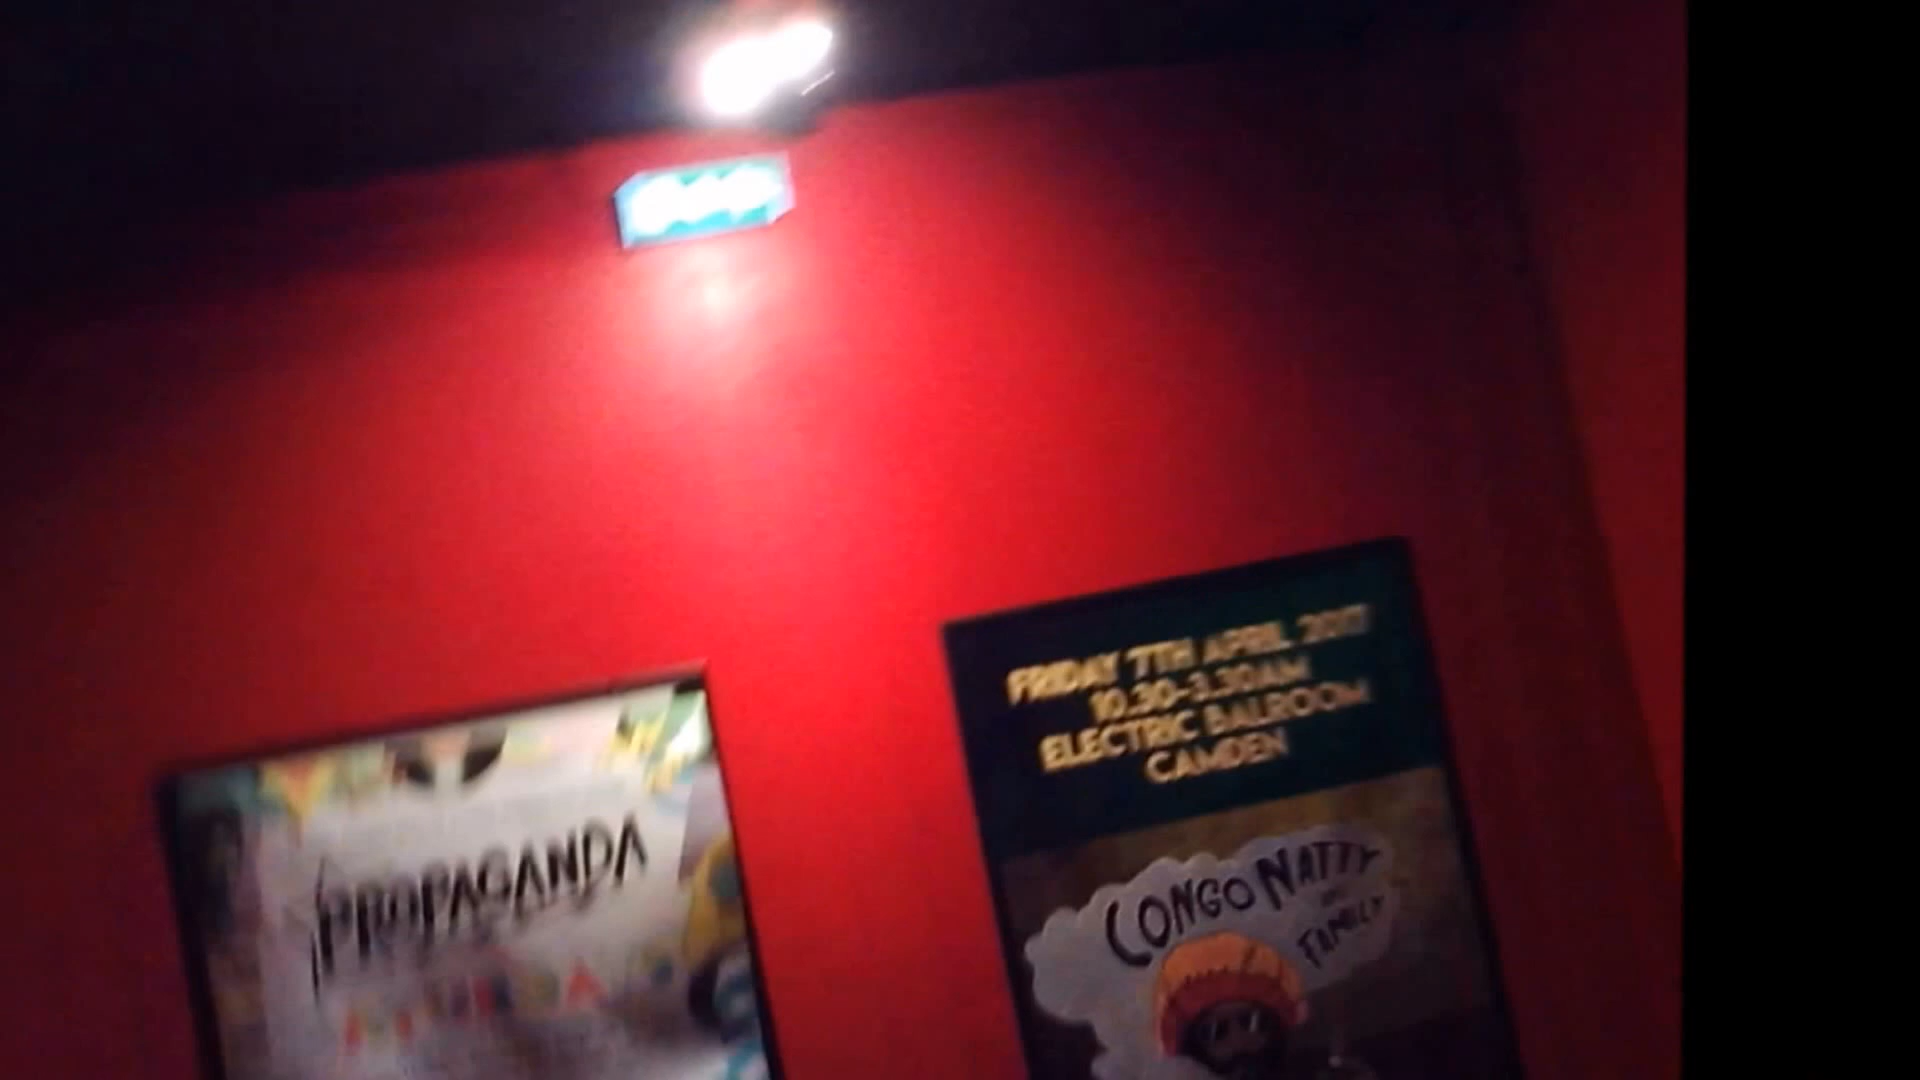 PROPAGANDA
FRIDAY 7TH APRIL 2017
10.30-3.30AM
ELECTRIC BALROOM
CAMDEN
CONGO NATTY
FAMILY